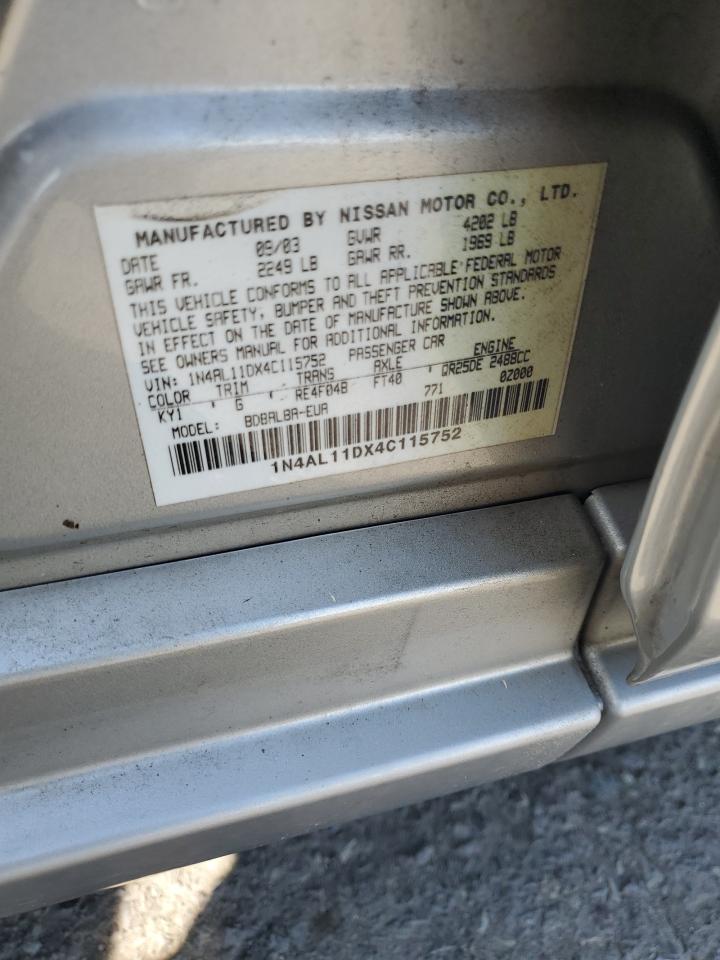 MANUFACTURED BY NISSAN MOTOR CO., LTD.
DATE 09/03 GVWR 4202 LB
GAWR FR. 2249 LB GAWR RR. 1969 LB
THIS VEHICLE CONFORMS TO ALL APPLICABLE FEDERAL MOTOR
VEHICLE SAFETY, BUMPER AND THEFT PREVENTION STANDARDS
IN EFFECT ON THE DATE OF MANUFACTURE SHOWN ABOVE.
SEE OWNERS MANUAL FOR ADDITIONAL INFORMATION.
VIN: 1N4AL11DX4C115752 PASSENGER CAR
COLOR TRIM TRANS AXLE ENGINE
KY1 G RE4F04B FT40 QR25DE 2488CC
MODEL: BDBALBA-EUA 771 0Z000
1N4AL11DX4C115752